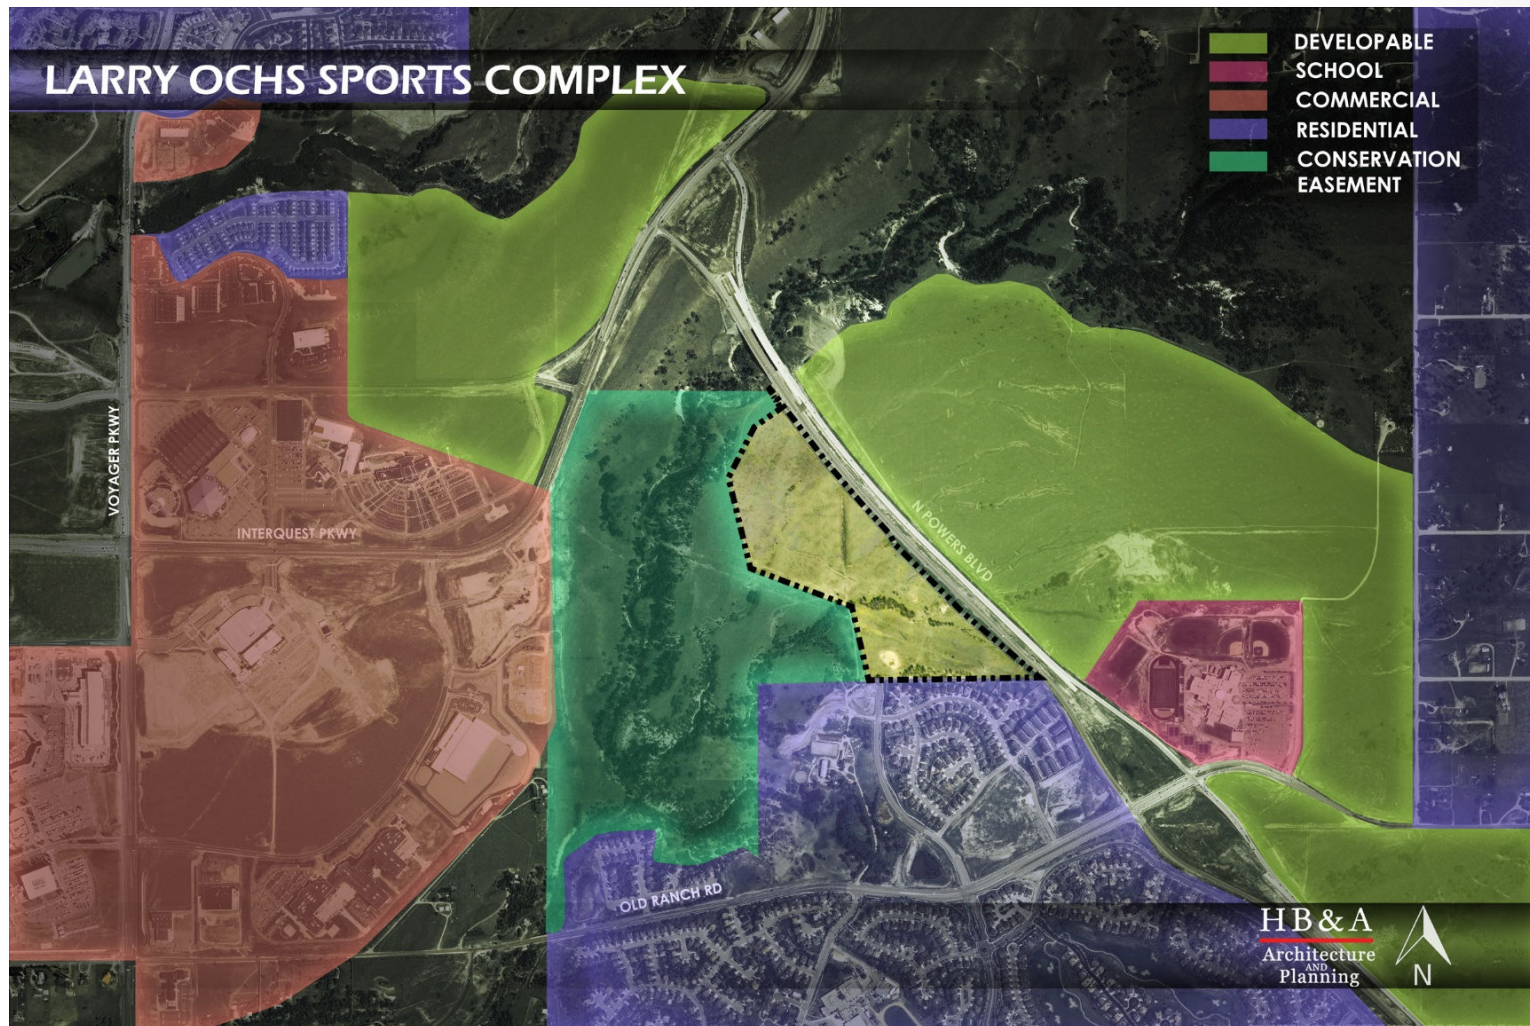 LARRY OCHS SPORTS COMPLEX
DEVELOPABLE
SCHOOL
COMMERCIAL
RESIDENTIAL
CONSERVATION
EASEMENT
VOYAGER PKWY
INTERQUEST PKWY
N POWERS BLVD
OLD RANCH RD
HB&A
Architecture
AND
Planning
N